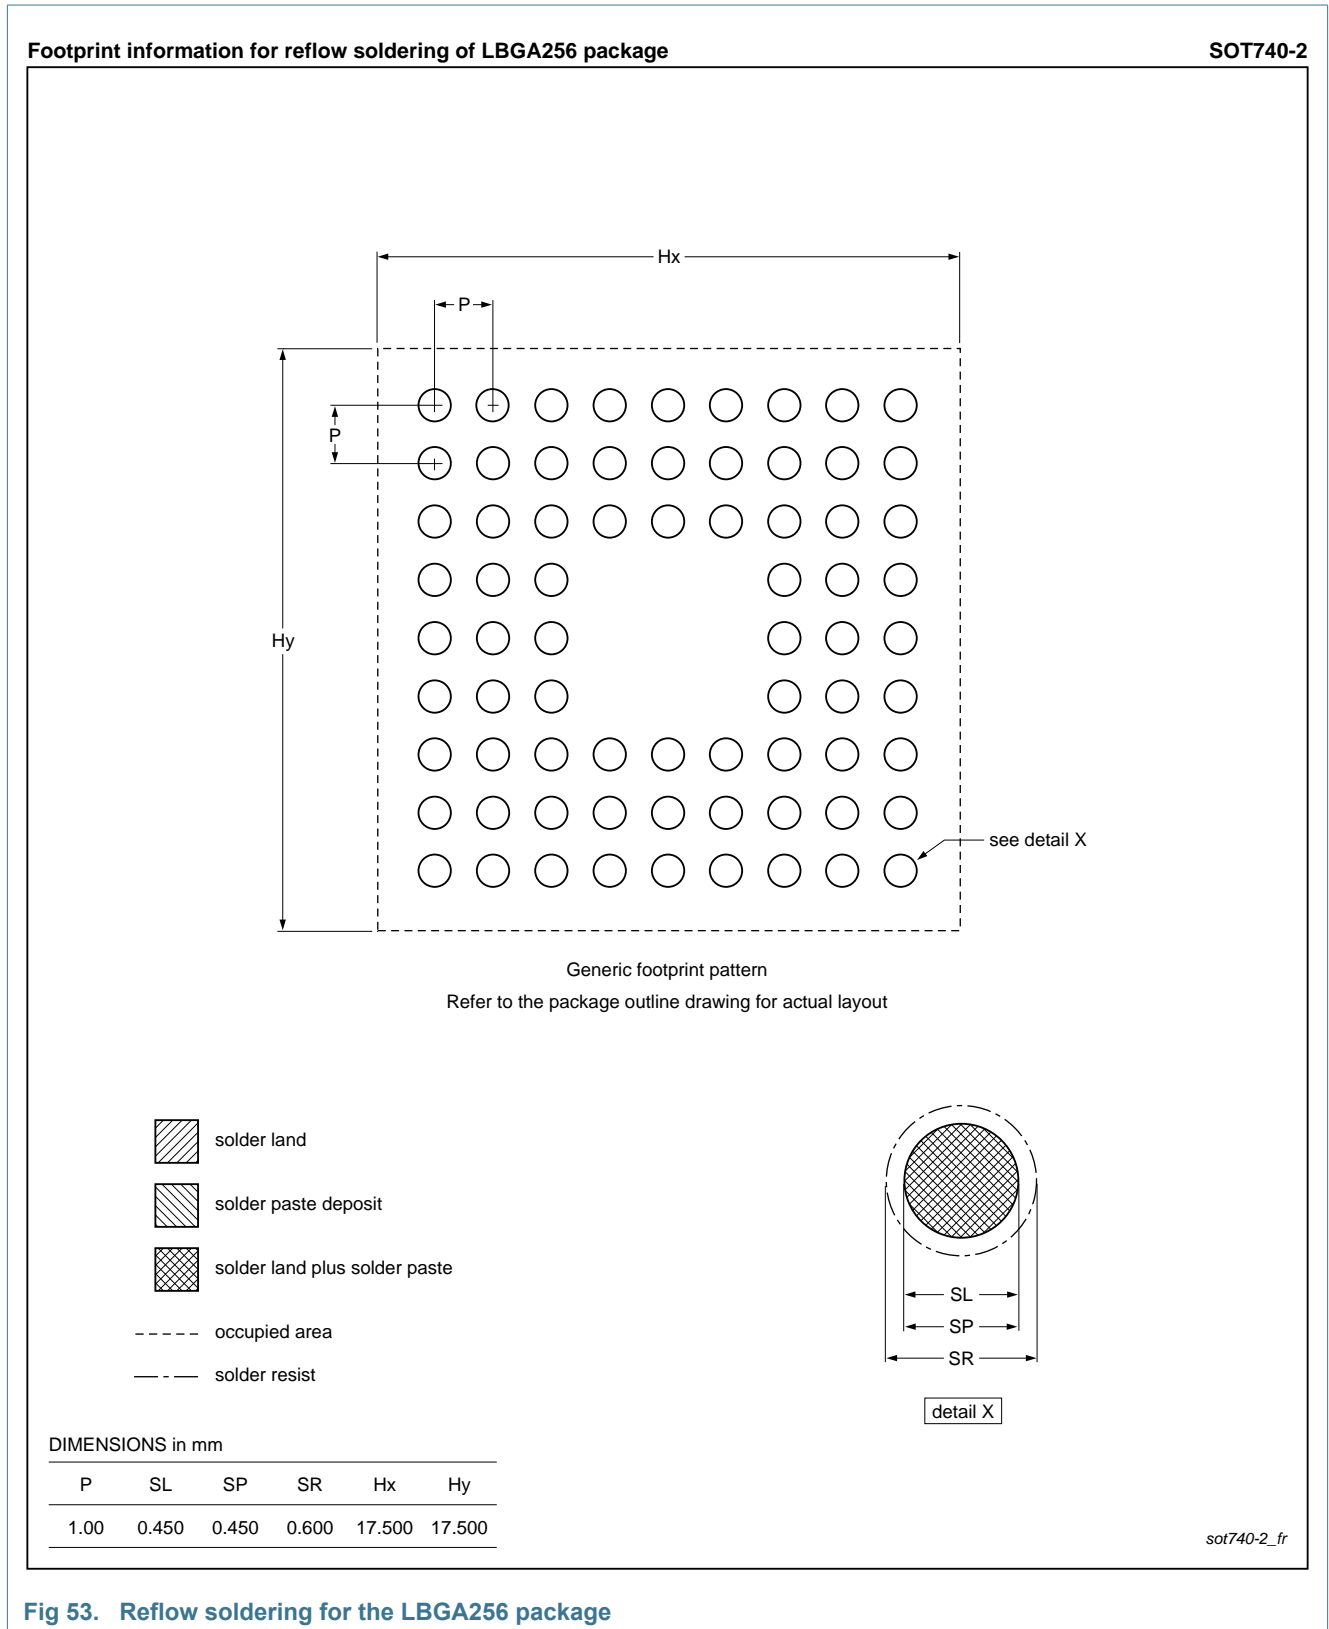 Footprint information for reflow soldering of LBGA256 package SOT740-2
Hx
P
P
Hy
see detail X
Generic footprint pattern
Refer to the package outline drawing for actual layout
solder land
solder paste deposit
solder land plus solder paste
occupied area
solder resist
SL
SP
SR
detail X
DIMENSIONS in mm
P SL SP SR Hx Hy
1.00 0.450 0.450 0.600 17.500 17.500
sot740-2_fr
Fig 53. Reflow soldering for the LBGA256 package